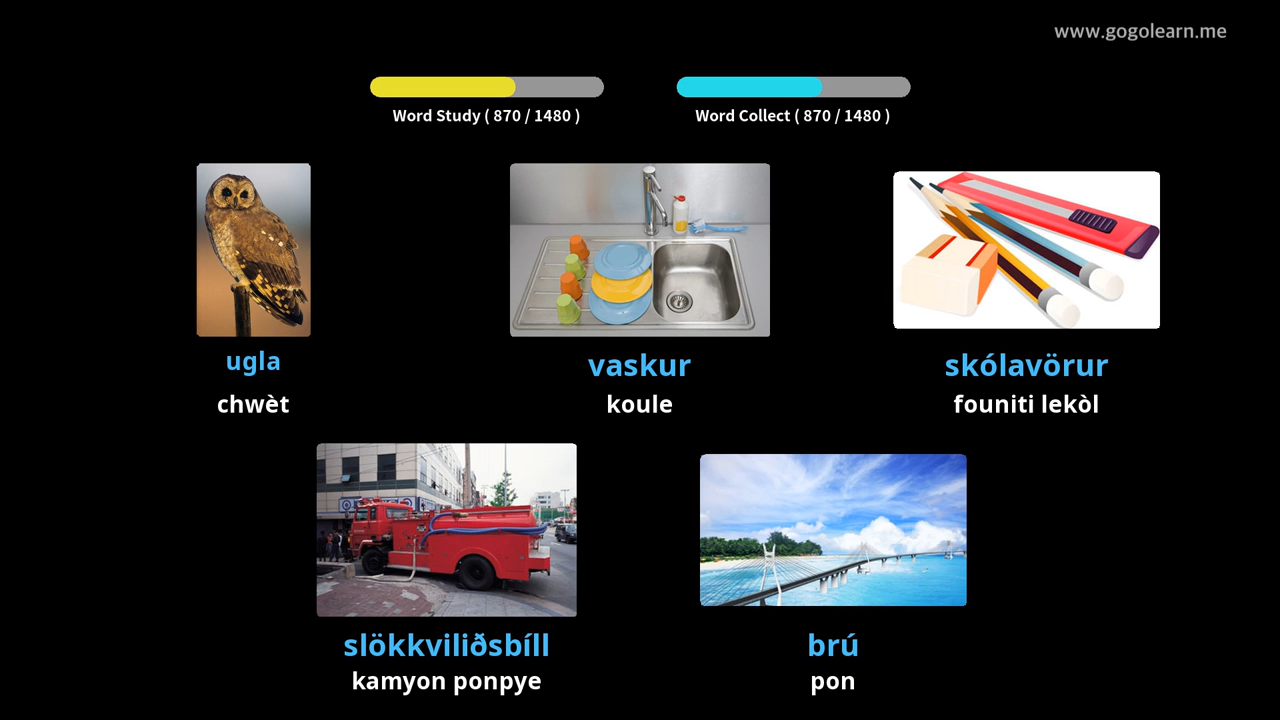 www.gogolearn.me
Word Study ( 870 / 1480 )
Word Collect ( 870 / 1480 )
ugla
chwèt
vaskur
koule
skólavörur
founiti lekòl
slökkviliðsbíll
kamyon ponpye
brú
pon